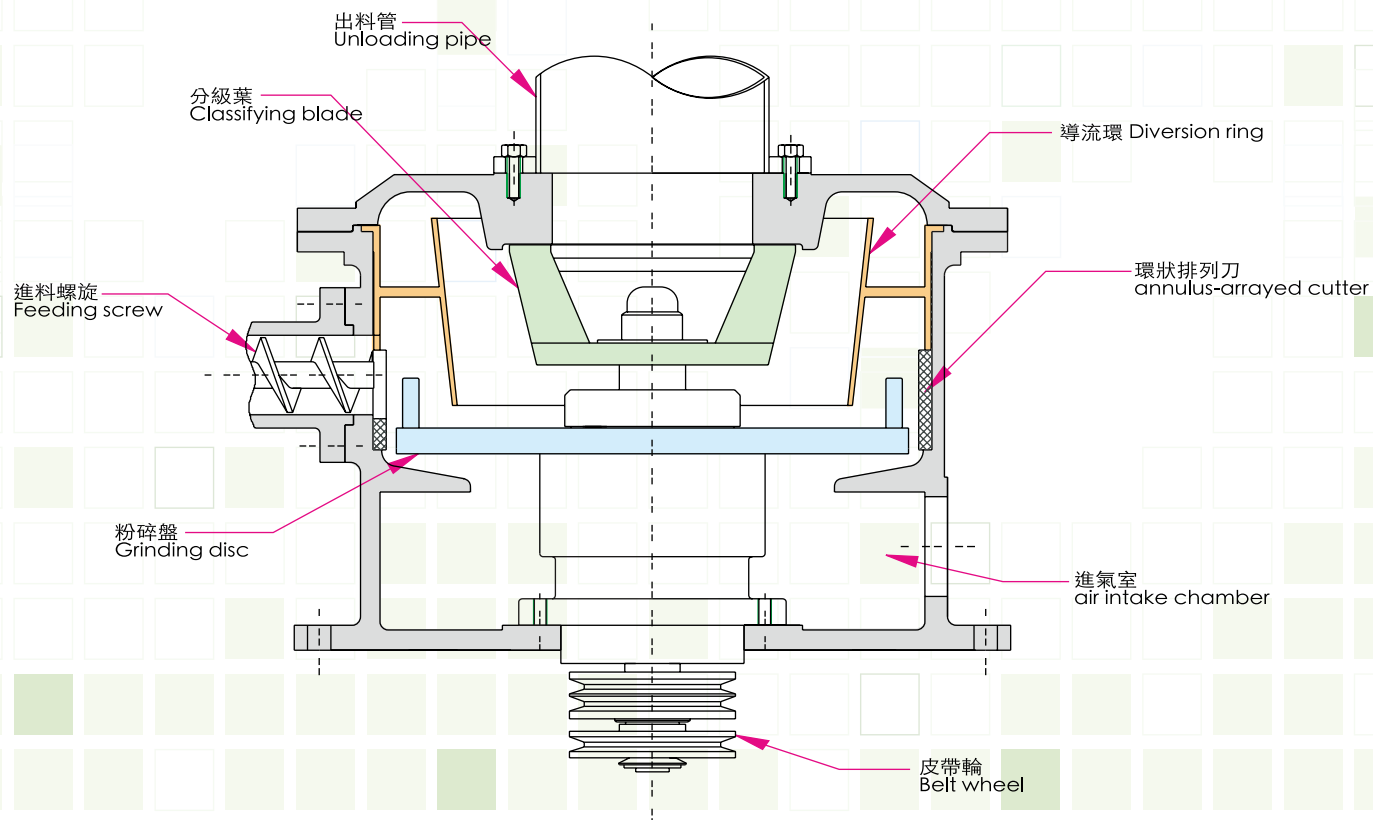 出料管
Unloading pipe
分級葉
Classifying blade
導流環 Diversion ring
環狀排列刀
annulus-arrayed cutter
進料螺旋
Feeding screw
粉碎盤
Grinding disc
進氣室
air intake chamber
皮帶輪
Belt wheel